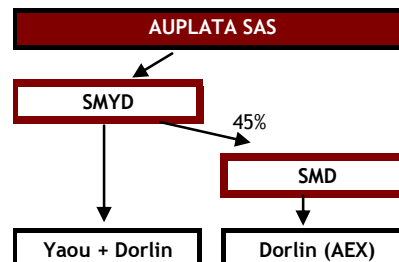 AUPLATA SAS
SMYD
45%
SMD
Yaou + Dorlin
Dorlin (AEX)